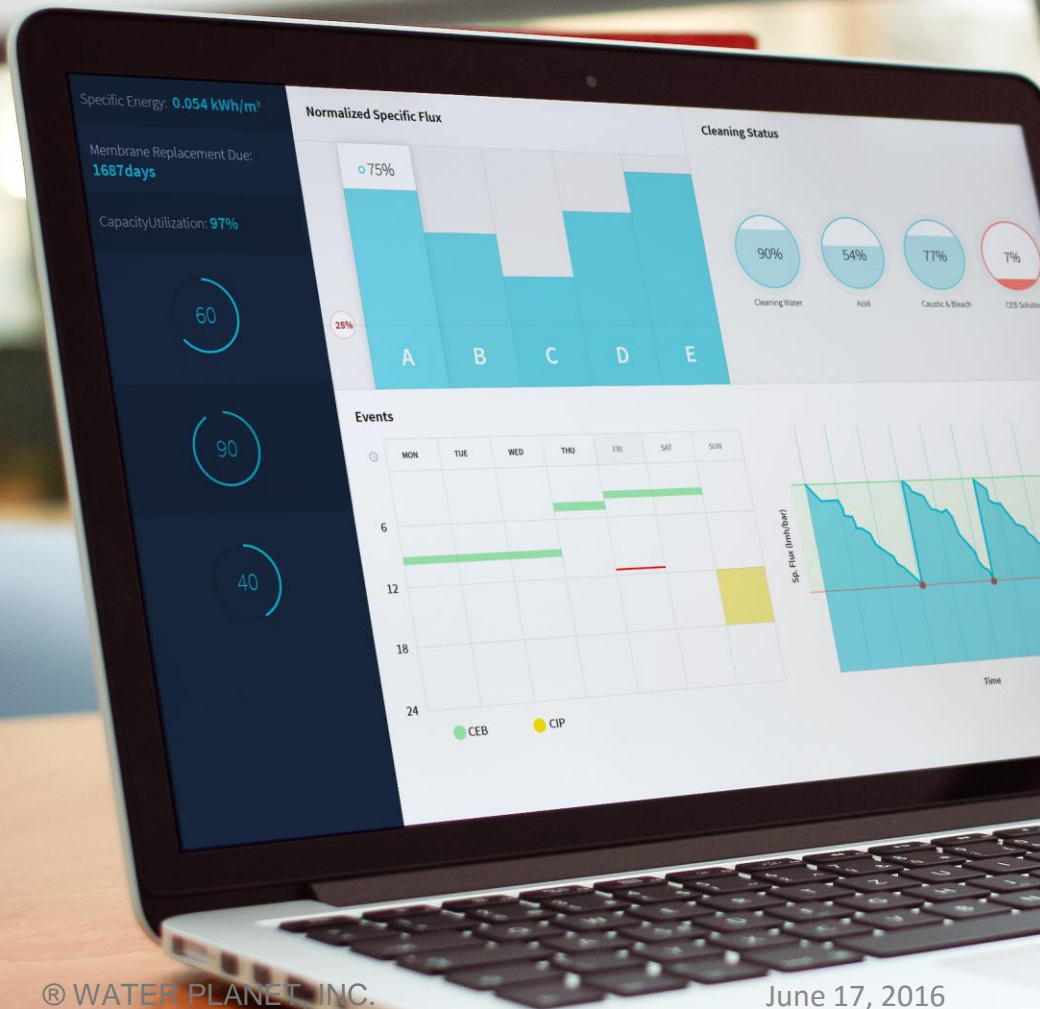 Specific Energy: 0.054 kWh/m³
Membrane Replacement Due:
1687days
CapacityUtilization: 97%
60
90
40
Normalized Specific Flux
75%
25%
A B C D E
Cleaning Status
90% 54% 77% 7%
Cleaning Water Acid Caustic & Bleach CEB Solution
Events
MON TUE WED THU FRI SAT SUN
6
12
18
24
CEB CIP
Sp. Flux (lmh/bar)
Time
® WATER PLANET, INC. June 17, 2016